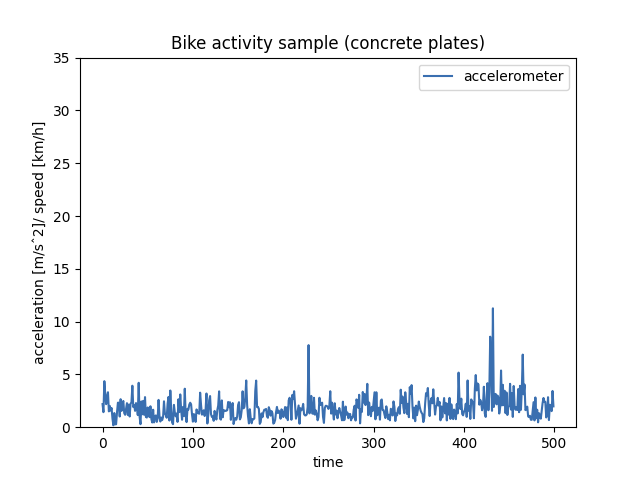 Bike activity sample (concrete plates)
accelerometer
acceleration [m/sˆ2]/ speed [km/h]
35
30
25
20
15
10
5
0
0 100 200 300 400 500
time